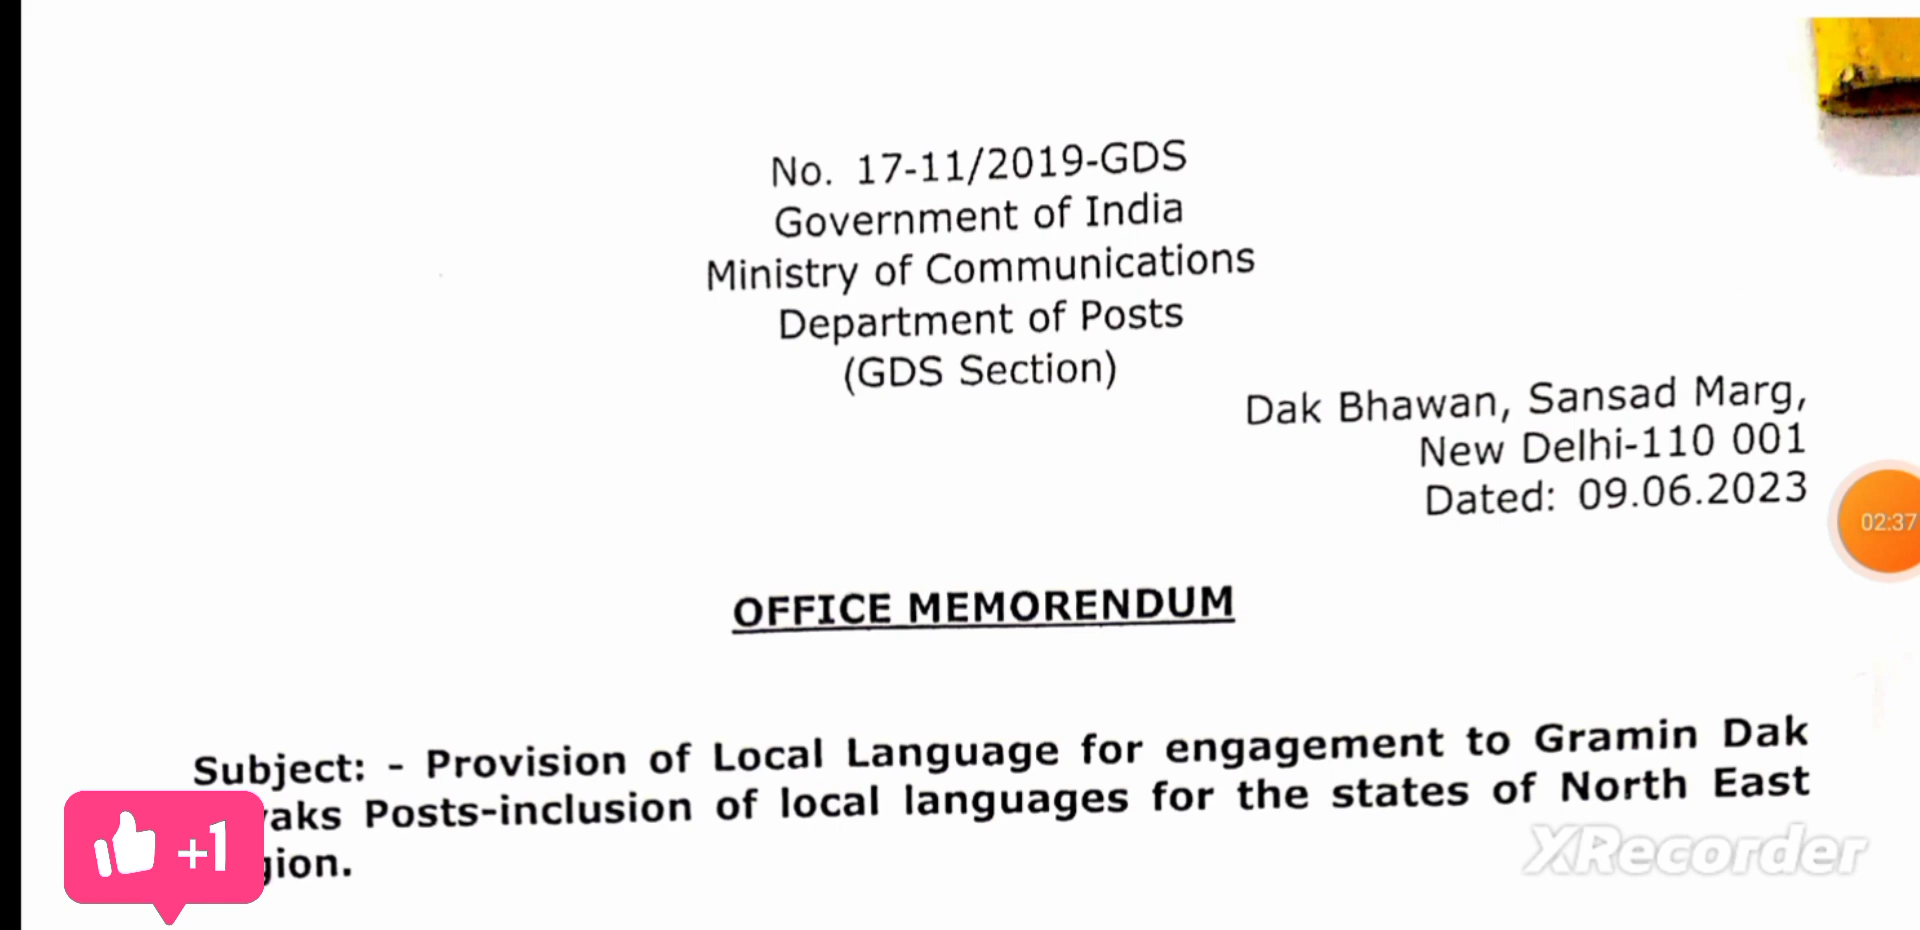 No. 17-11/2019-GDS
Government of India
Ministry of Communications
Department of Posts
(GDS Section)
Dak Bhawan, Sansad Marg,
New Delhi-110 001
Dated: 09.06.2023
02:37
OFFICE MEMORENDUM
Subject: - Provision of Local Language for engagement to Gramin Dak
aks Posts-inclusion of local languages for the states of North East
gion.
+1
XRecorder